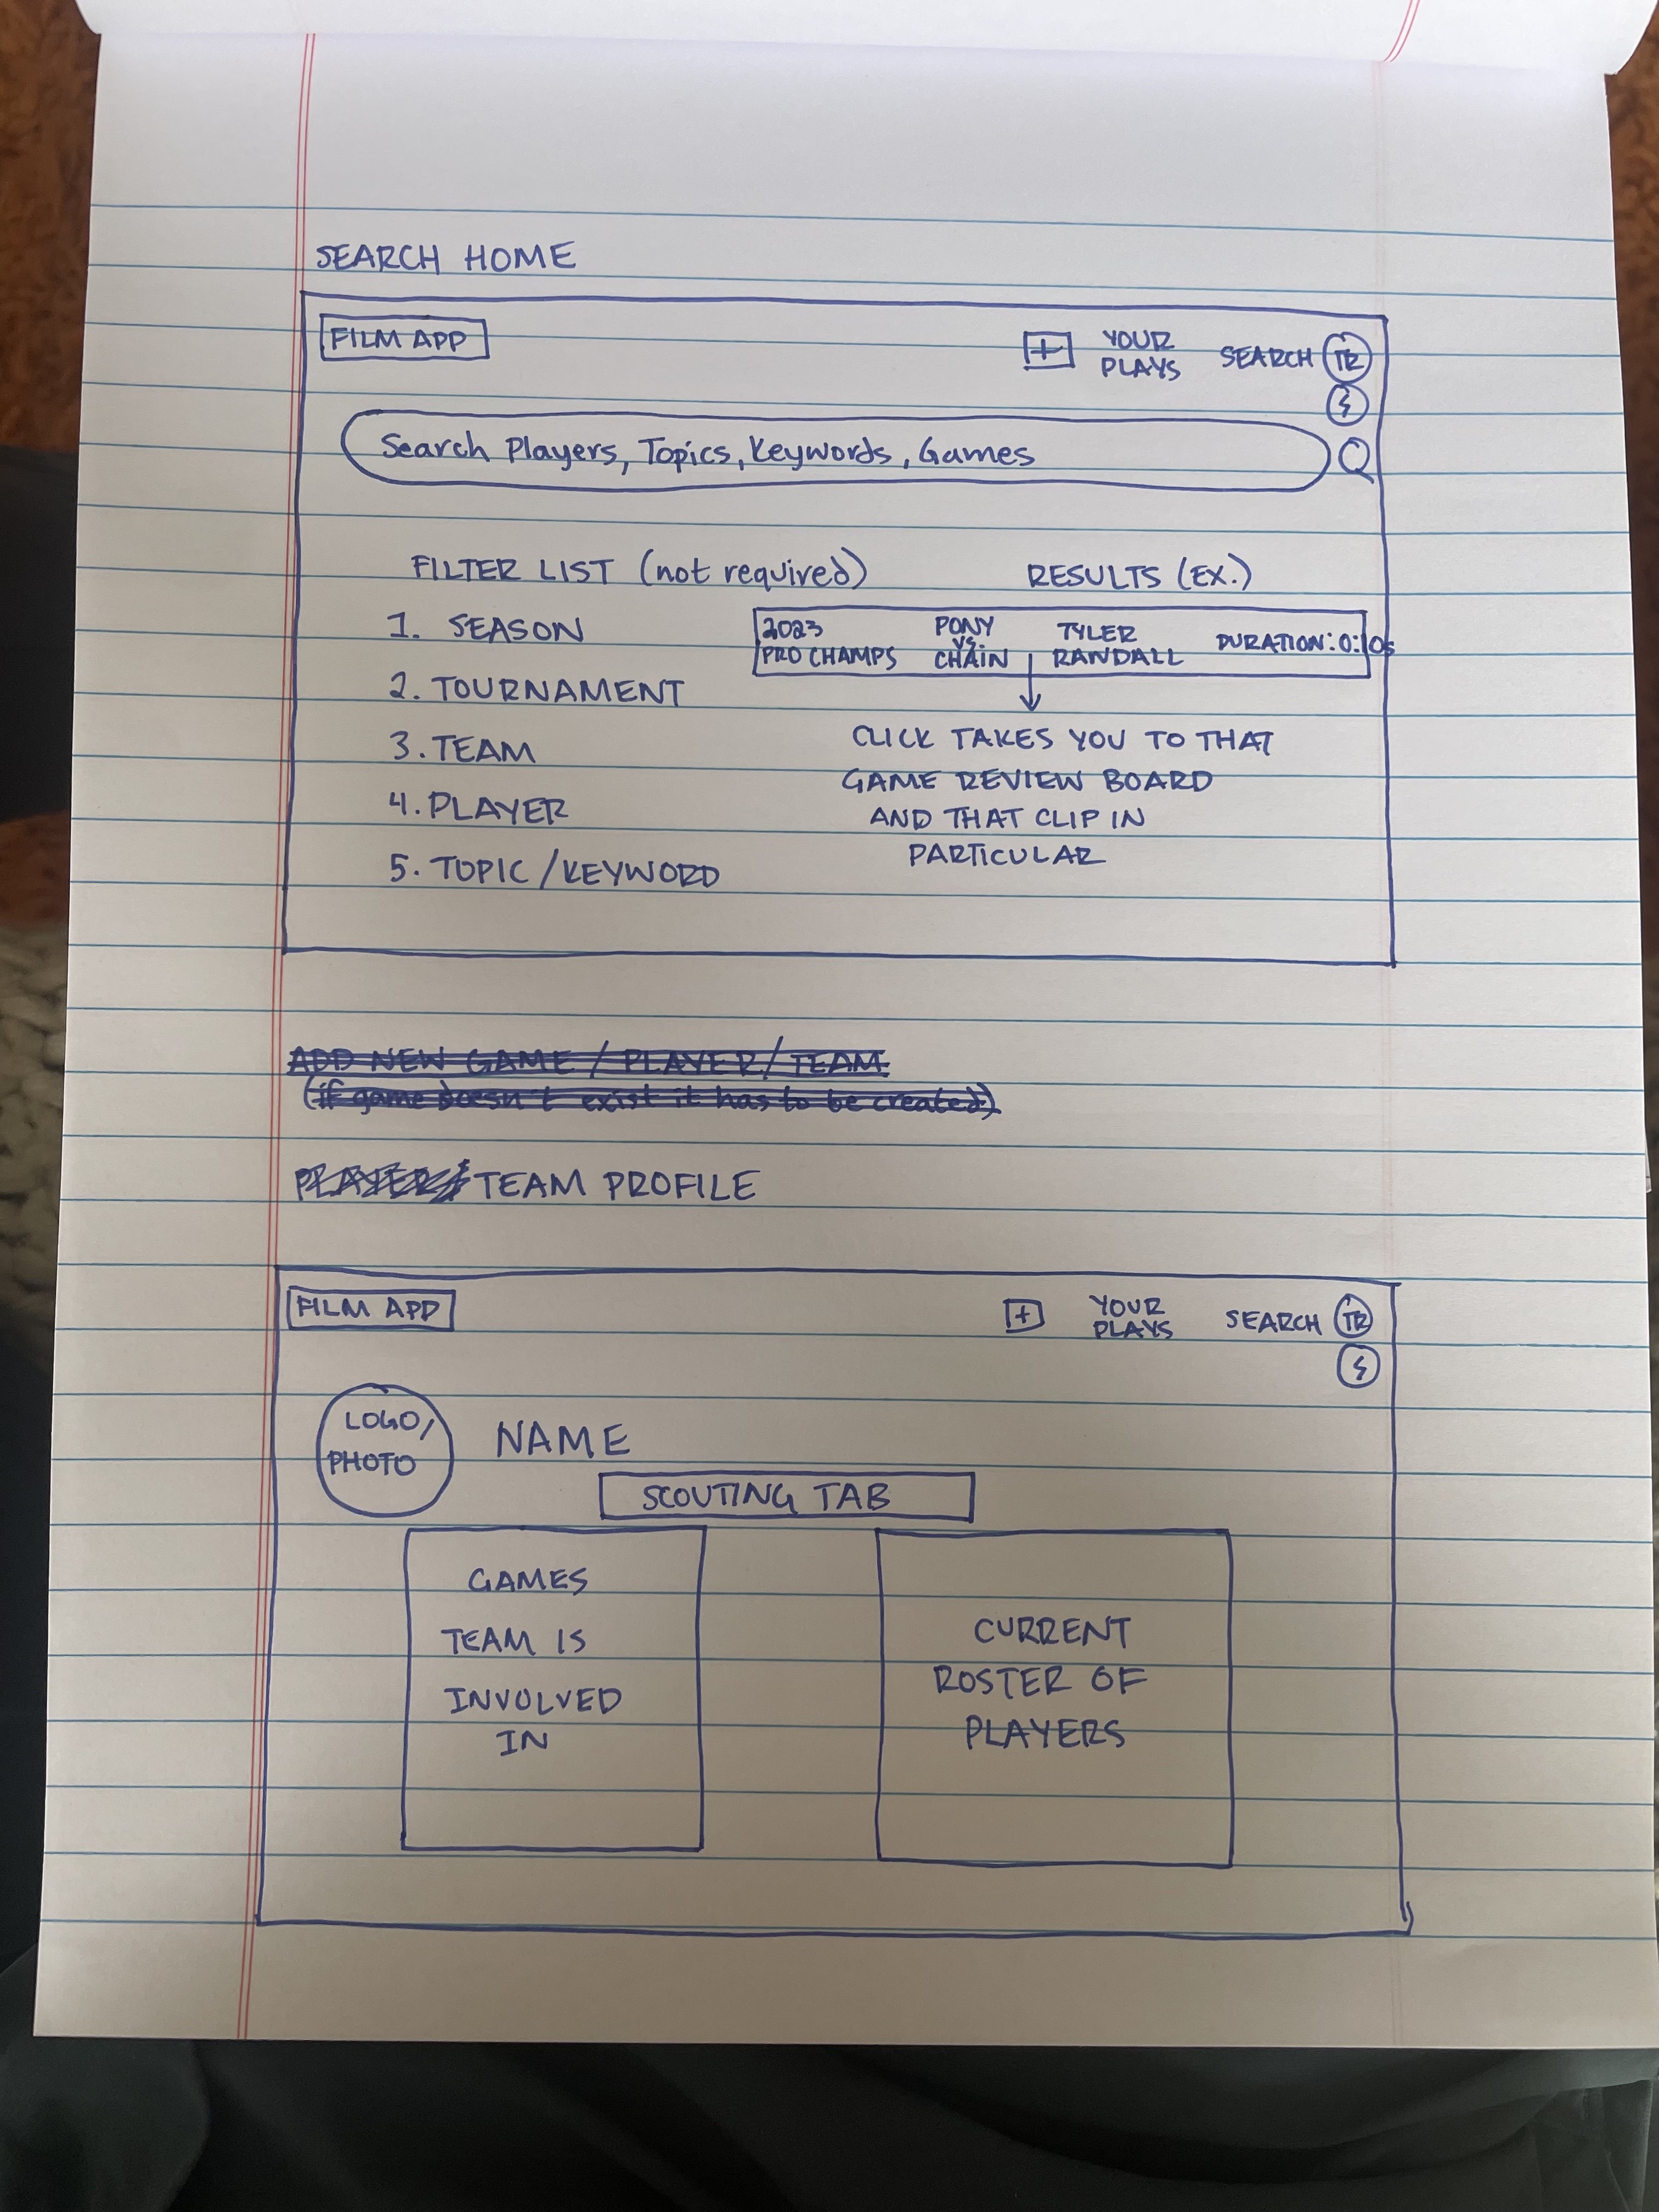 SEARCH HOME
FILM APP
+ YOUR PLAYS SEARCH TR
Search Players, Topics, Keywords, Games
FILTER LIST (not required)
1. SEASON
2. TOURNAMENT
3. TEAM
4. PLAYER
5. TOPIC/KEYWORD
RESULTS (EX.)
2023 PRO CHAMPS
PONY VS. CHAIN
TYLER RANDALL
DURATION: 0:10s
CLICK TAKES YOU TO THAT
GAME REVIEW BOARD
AND THAT CLIP IN
PARTICULAR
ADD NEW GAME / PLAYER / TEAM
(if game doesn't exist it has to be created)
PLAYER/ TEAM PROFILE
FILM APP
+ YOUR PLAYS SEARCH TR
LOGO/
PHOTO
NAME
SCOUTING TAB
GAMES
TEAM IS
INVOLVED
IN
CURRENT
ROSTER OF
PLAYERS